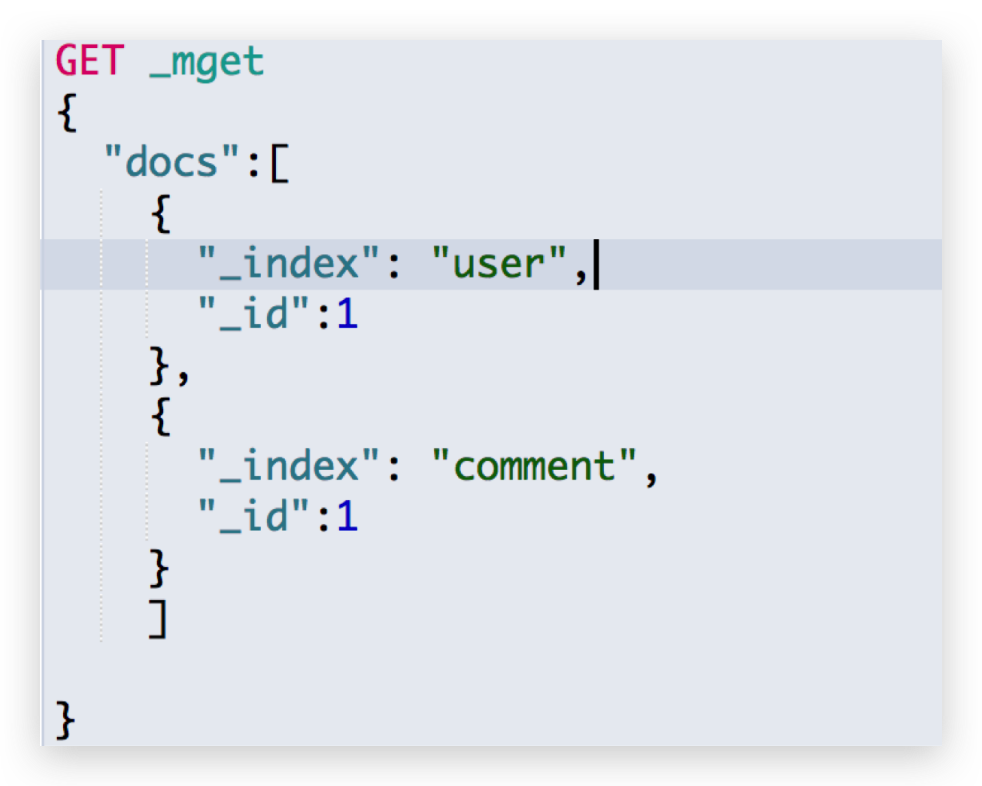 GET _mget
{
  "docs":[
    {
      "_index": "user",
      "_id":1
    },
    {
      "_index": "comment",
      "_id":1
    }
    ]
}